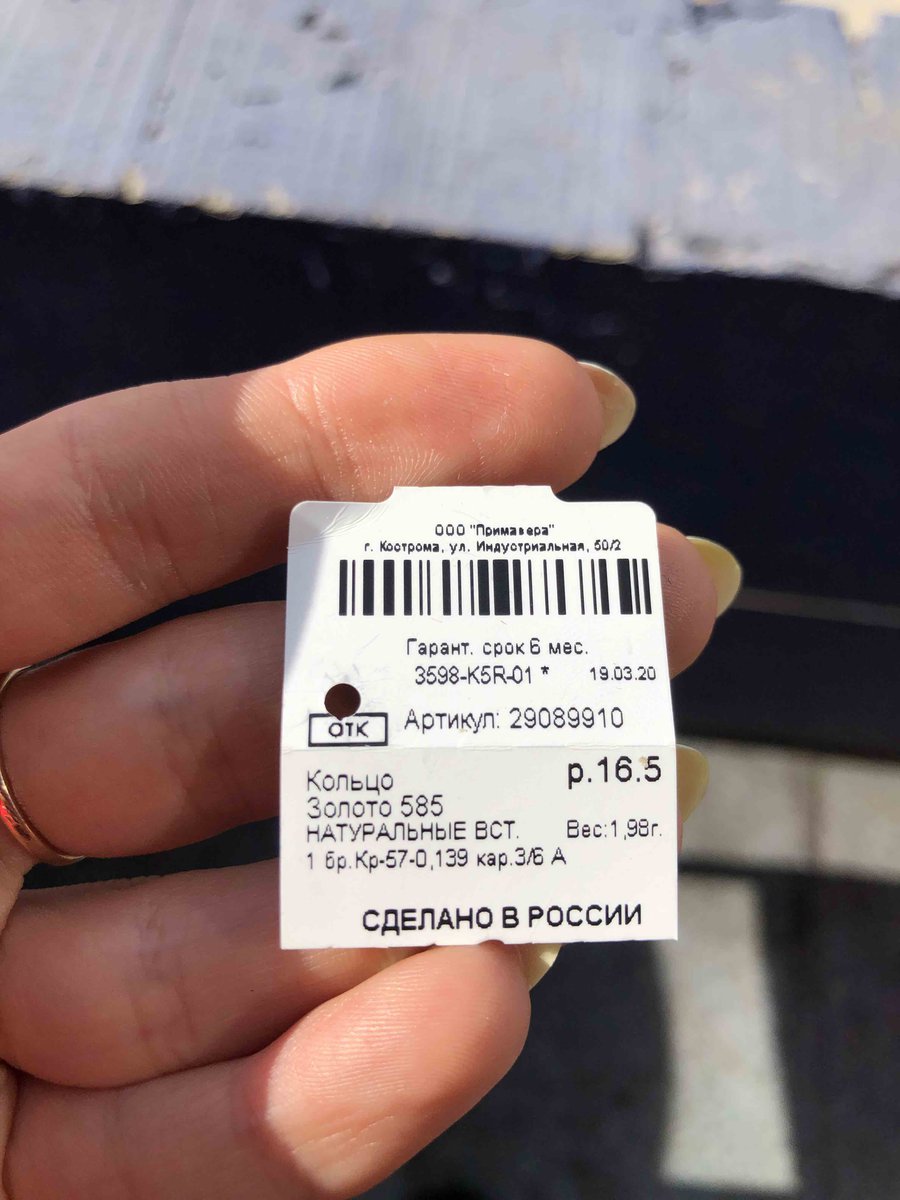 ООО "Примавера"
г. Кострома, ул. Индустриальная, 50/2
Гарант. срок 6 мес.
3598-K5R-01 * 19.03.20
ОТК Артикул: 29089910
Кольцо р.16.5
Золото 585
НАТУРАЛЬНЫЕ ВСТ. Вес:1,98г.
1 бр.Кр-57-0,139 кар.3/6 А
СДЕЛАНО В РОССИИ